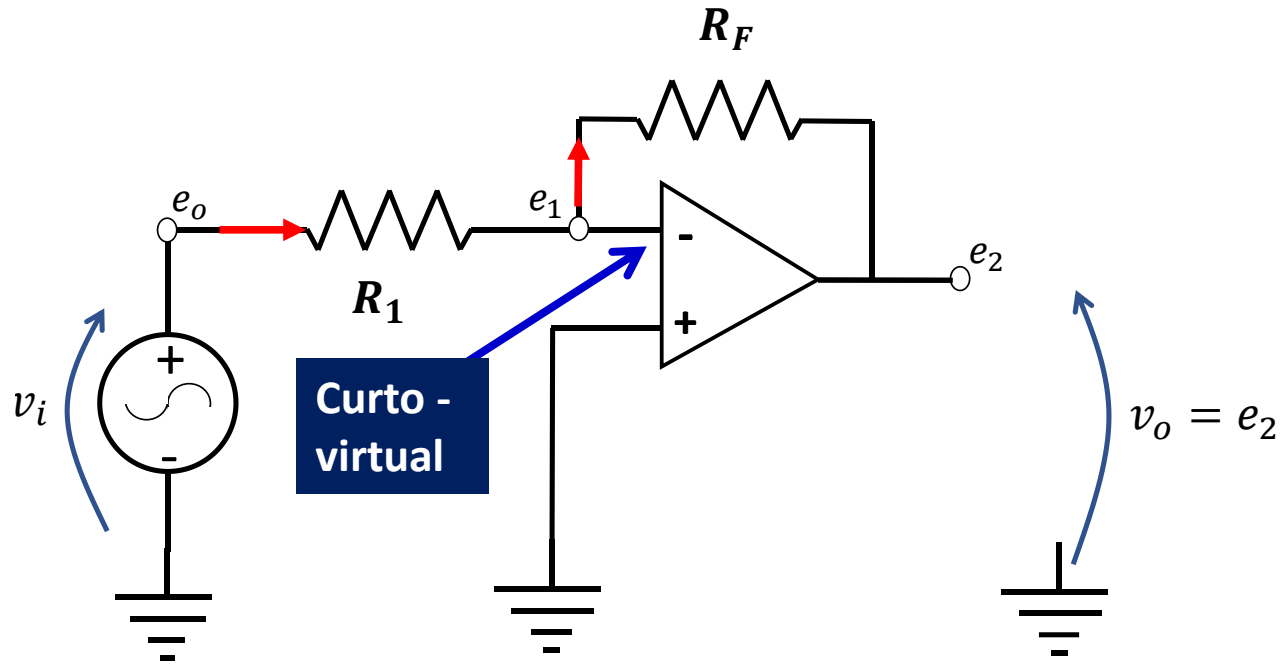 R_F
e_o
e_1
-
e_2
R_1
+
+
v_i
-
Curto -
virtual
v_o = e_2